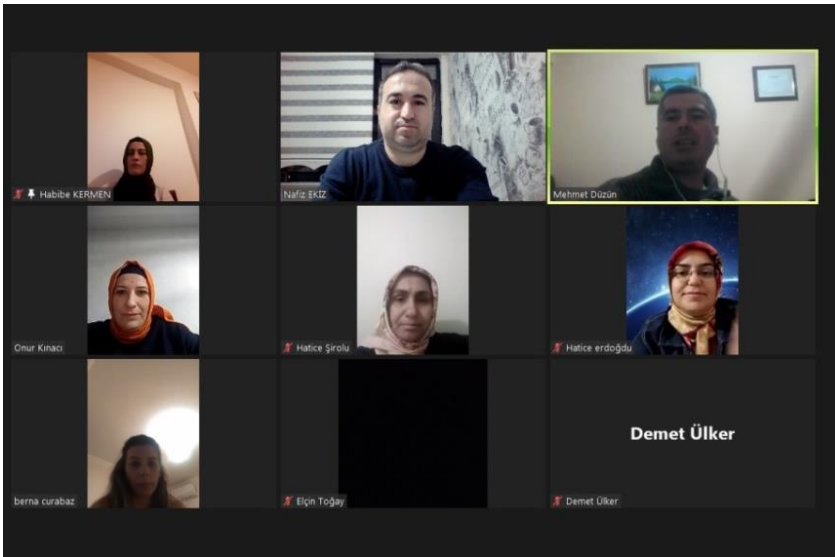 Habibe KERMEN
Nafiz EKİZ
Mehmet Düzün
Onur Kınacı
Hatice Şirolu
Hatice erdoğdu
berna curabaz
Elçin Toğay
Demet Ülker
Demet Ülker